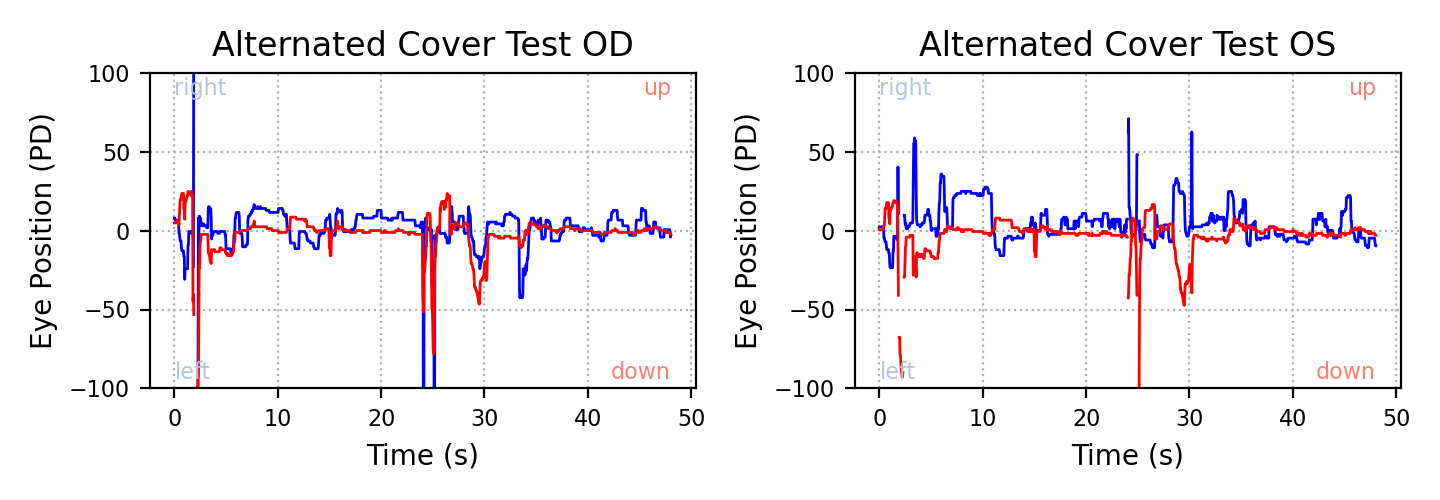 Alternated Cover Test OD
100
50
0
−50
−100
Eye Position (PD)
right
up
left
down
0
10
20
30
40
50
Time (s)
Alternated Cover Test OS
100
50
0
−50
−100
Eye Position (PD)
right
up
left
down
0
10
20
30
40
50
Time (s)